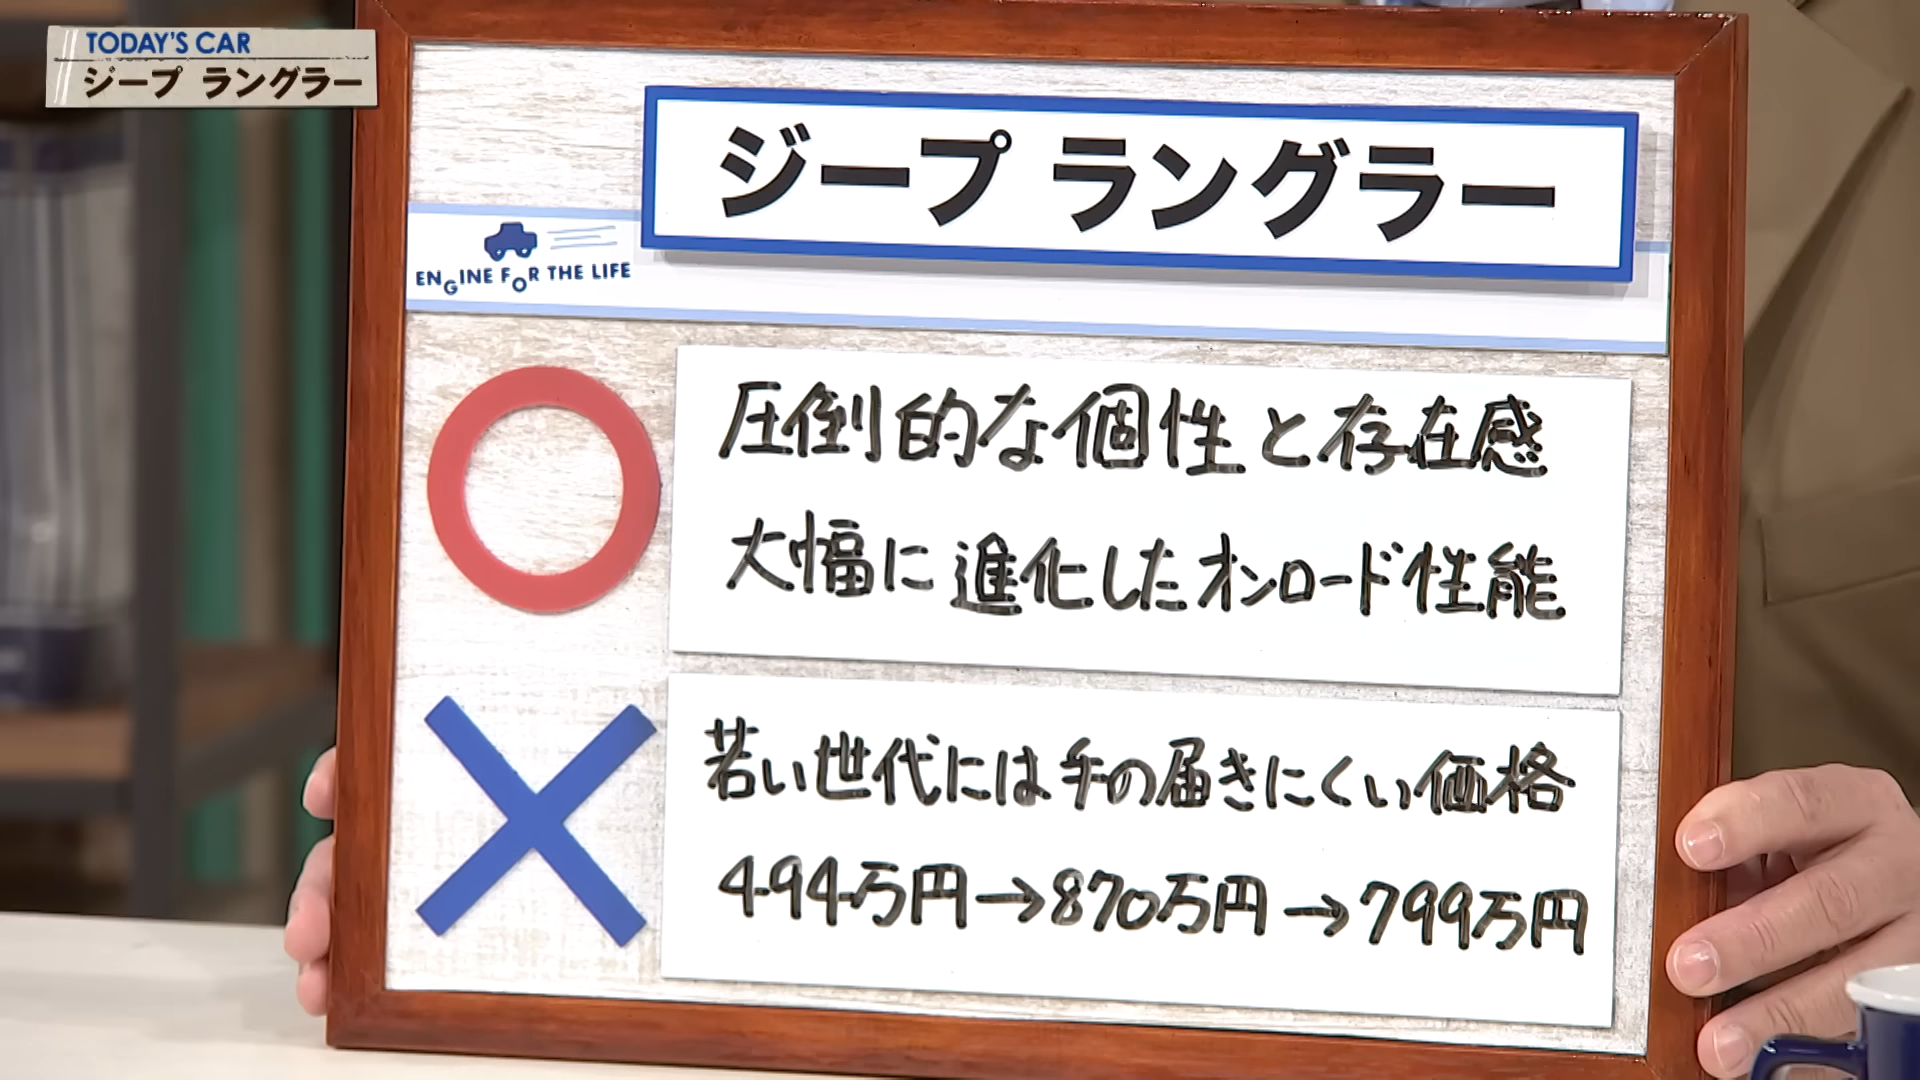 TODAY'S CAR
ジープ ラングラー
ジープ ラングラー
ENGINE FOR THE LIFE
圧倒的な個性と存在感
大幅に進化したオンロード性能
若い世代には手の届きにくい価格
494万円→870万円→799万円